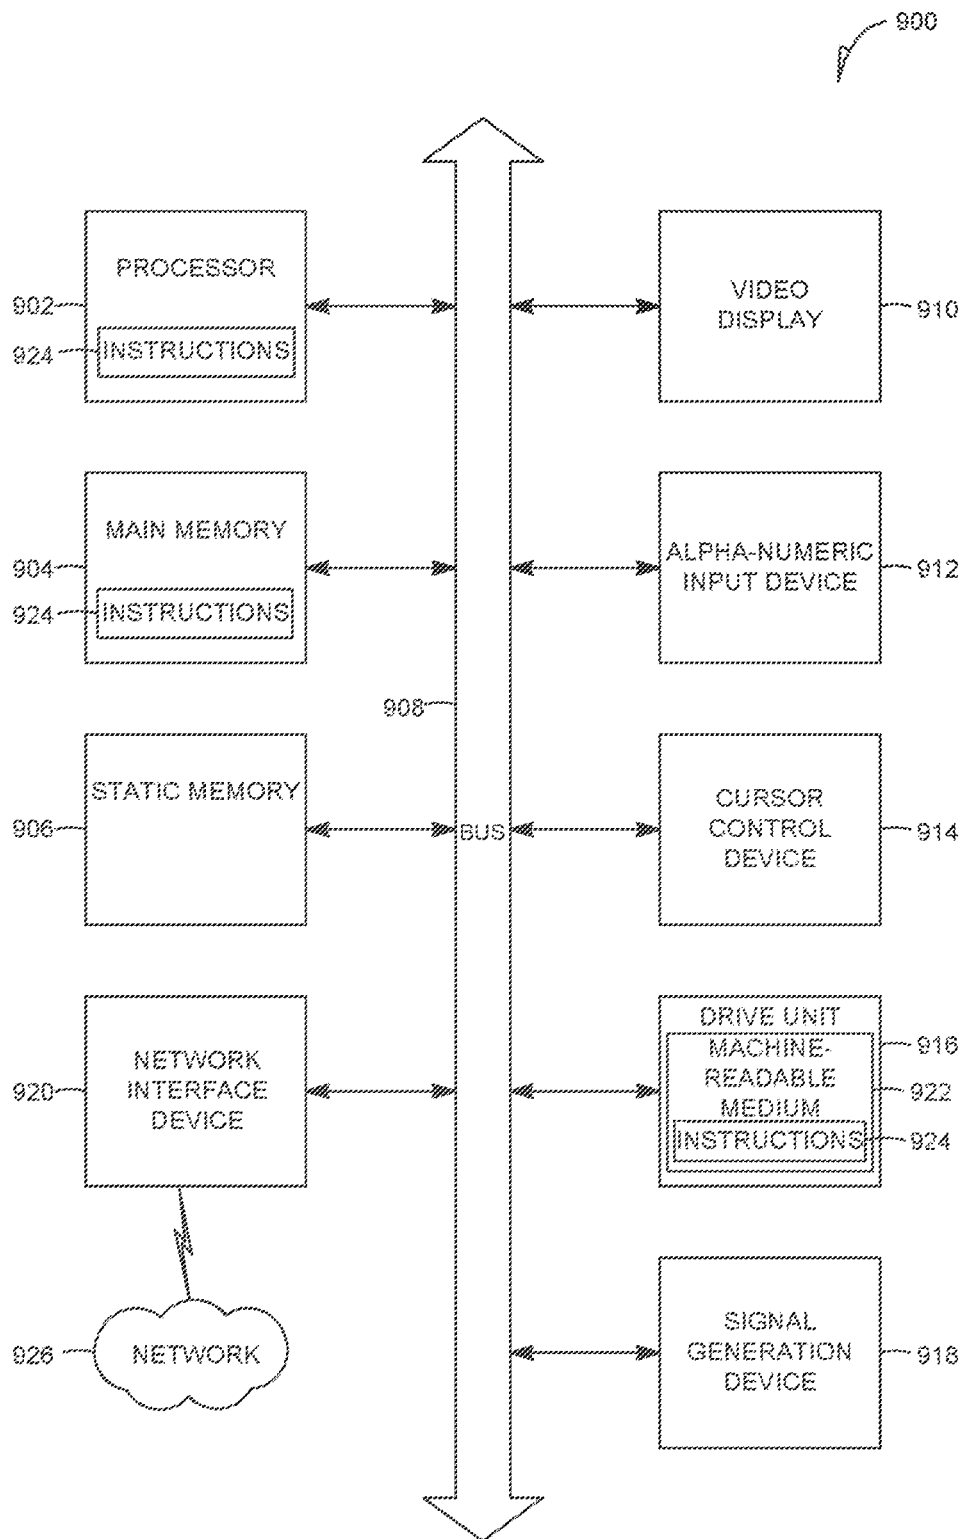 900
PROCESSOR
902
924
INSTRUCTIONS
VIDEO
DISPLAY
910
MAIN MEMORY
904
924
INSTRUCTIONS
ALPHA-NUMERIC
INPUT DEVICE
912
908
STATIC MEMORY
906
BUS
CURSOR
CONTROL
DEVICE
914
NETWORK
INTERFACE
DEVICE
920
DRIVE UNIT
916
MACHINE-
READABLE
MEDIUM
922
INSTRUCTIONS
924
NETWORK
926
SIGNAL
GENERATION
DEVICE
918